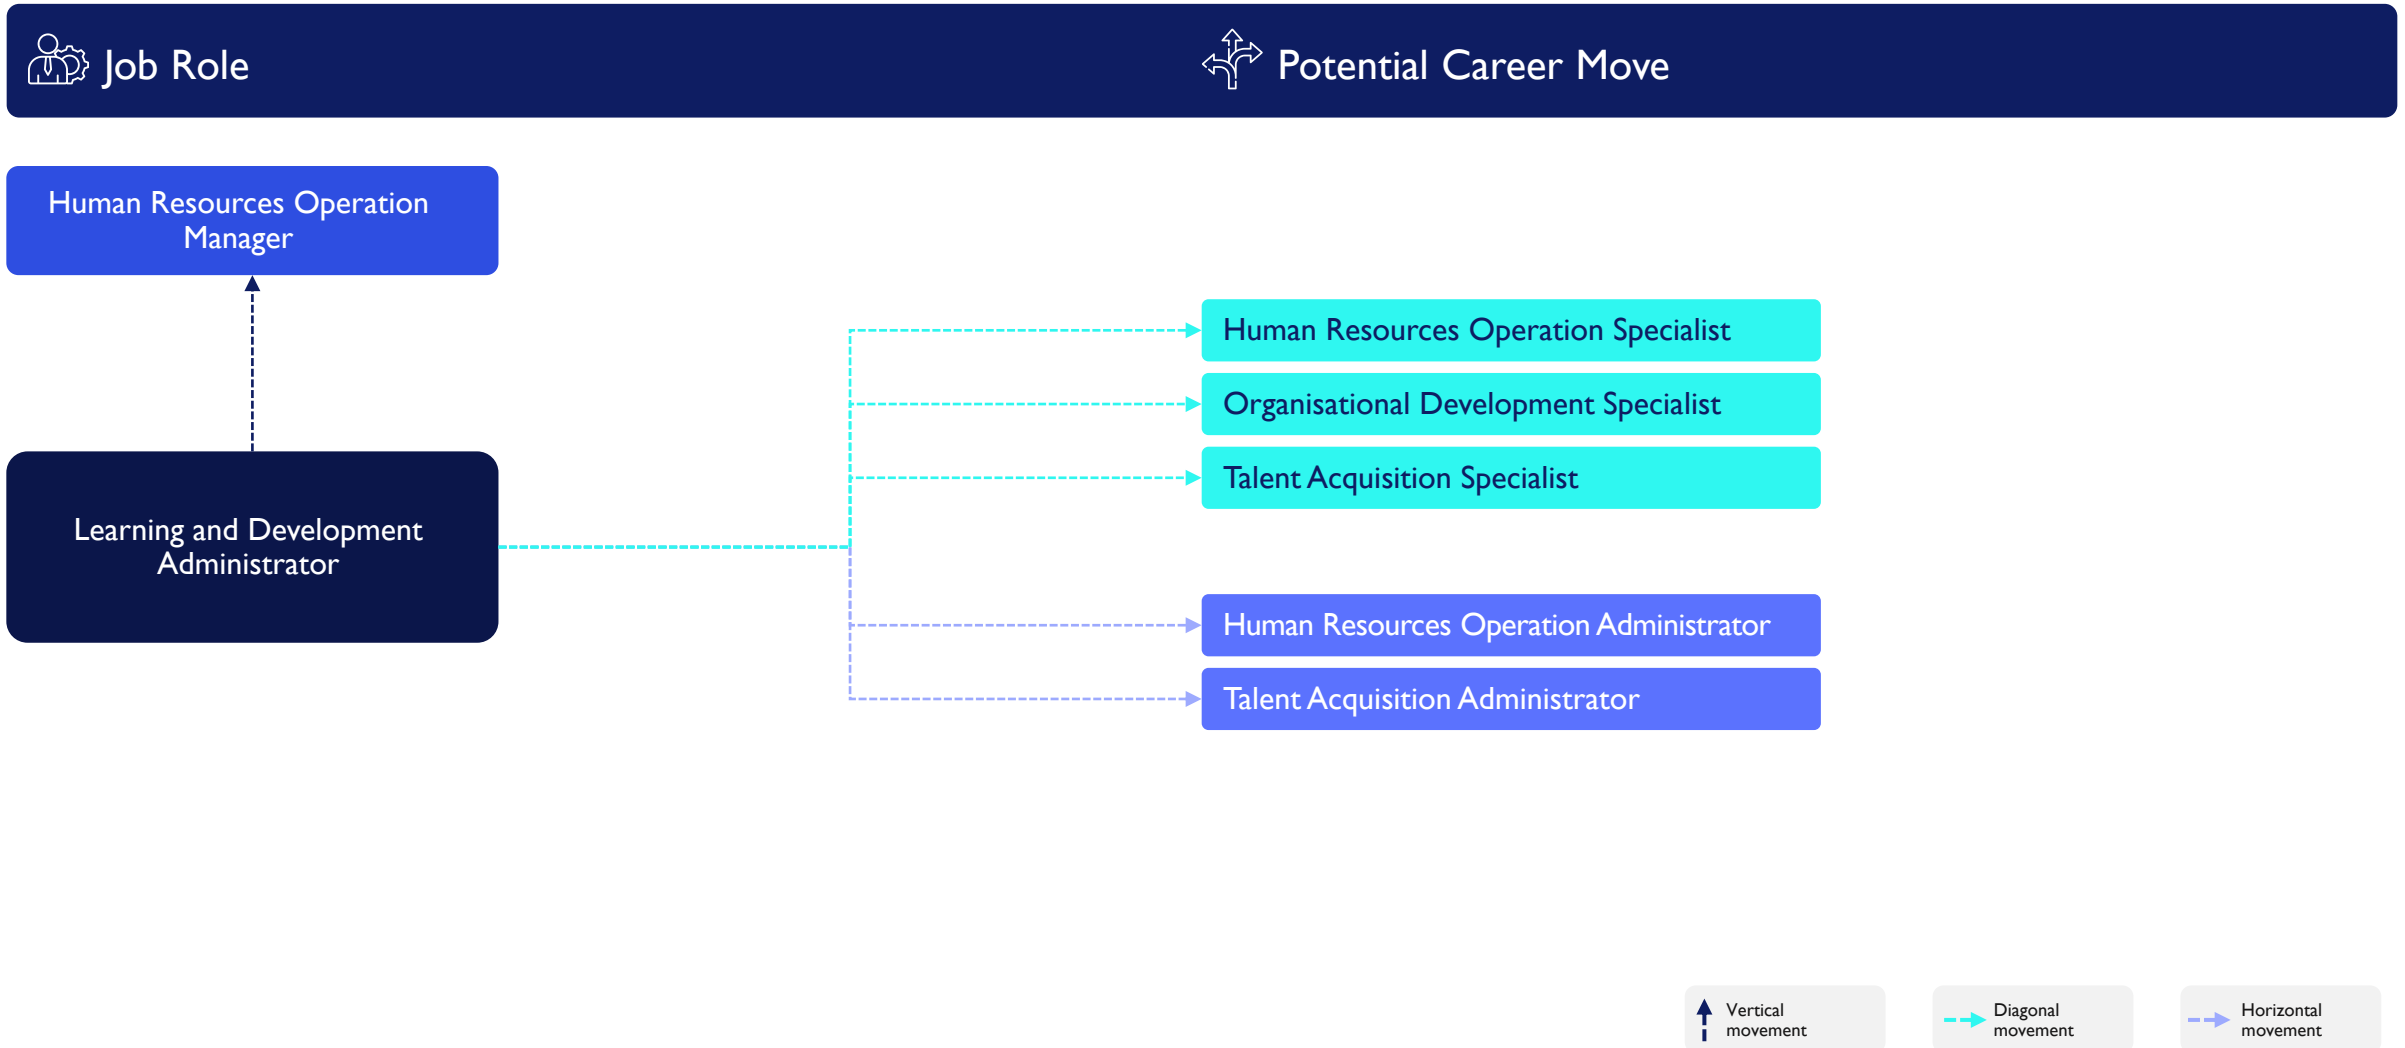 Job Role
Potential Career Move
Human Resources Operation
Manager
Human Resources Operation Specialist
Organisational Development Specialist
Talent Acquisition Specialist
Learning and Development
Administrator
Human Resources Operation Administrator
Talent Acquisition Administrator
Vertical
movement
Diagonal
movement
Horizontal
movement